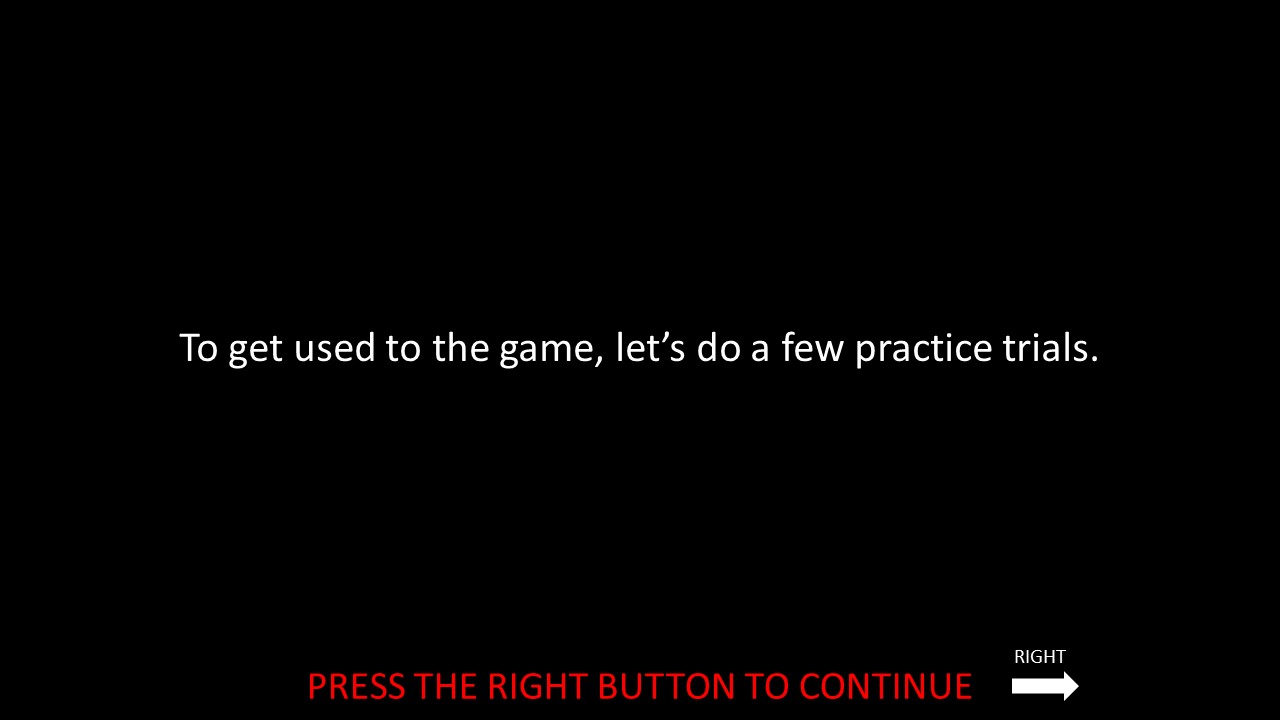 To get used to the game, let’s do a few practice trials.
RIGHT
PRESS THE RIGHT BUTTON TO CONTINUE